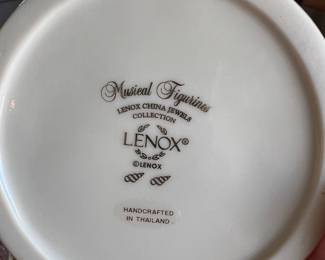 Musical Figurines
LENOX CHINA JEWELS
COLLECTION
LENOX®
©LENOX
HANDCRAFTED
IN THAILAND